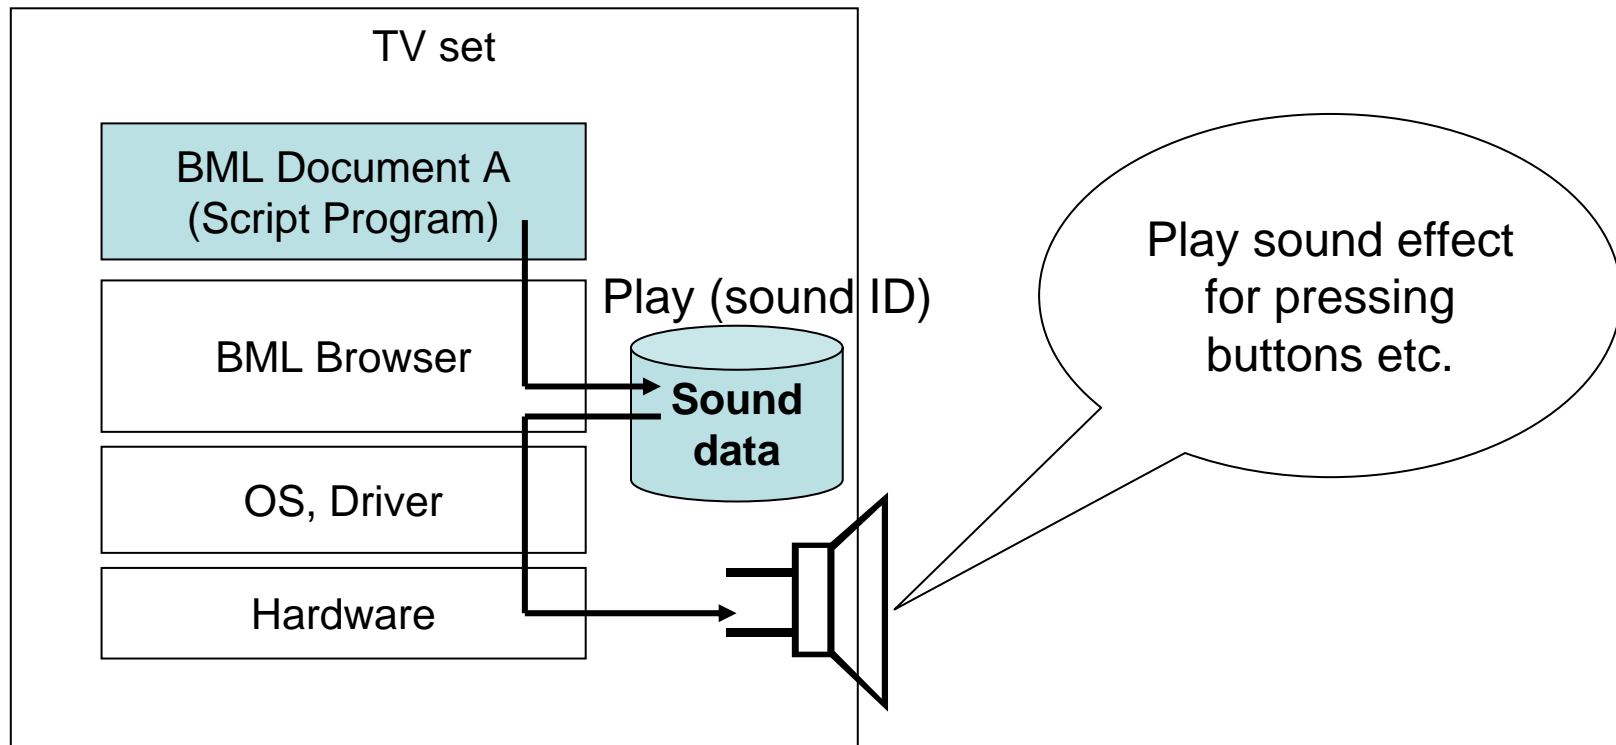 TV set
BML Document A
(Script Program)
Play (sound ID)
BML Browser
Sound
data
OS, Driver
Hardware
Play sound effect
for pressing
buttons etc.